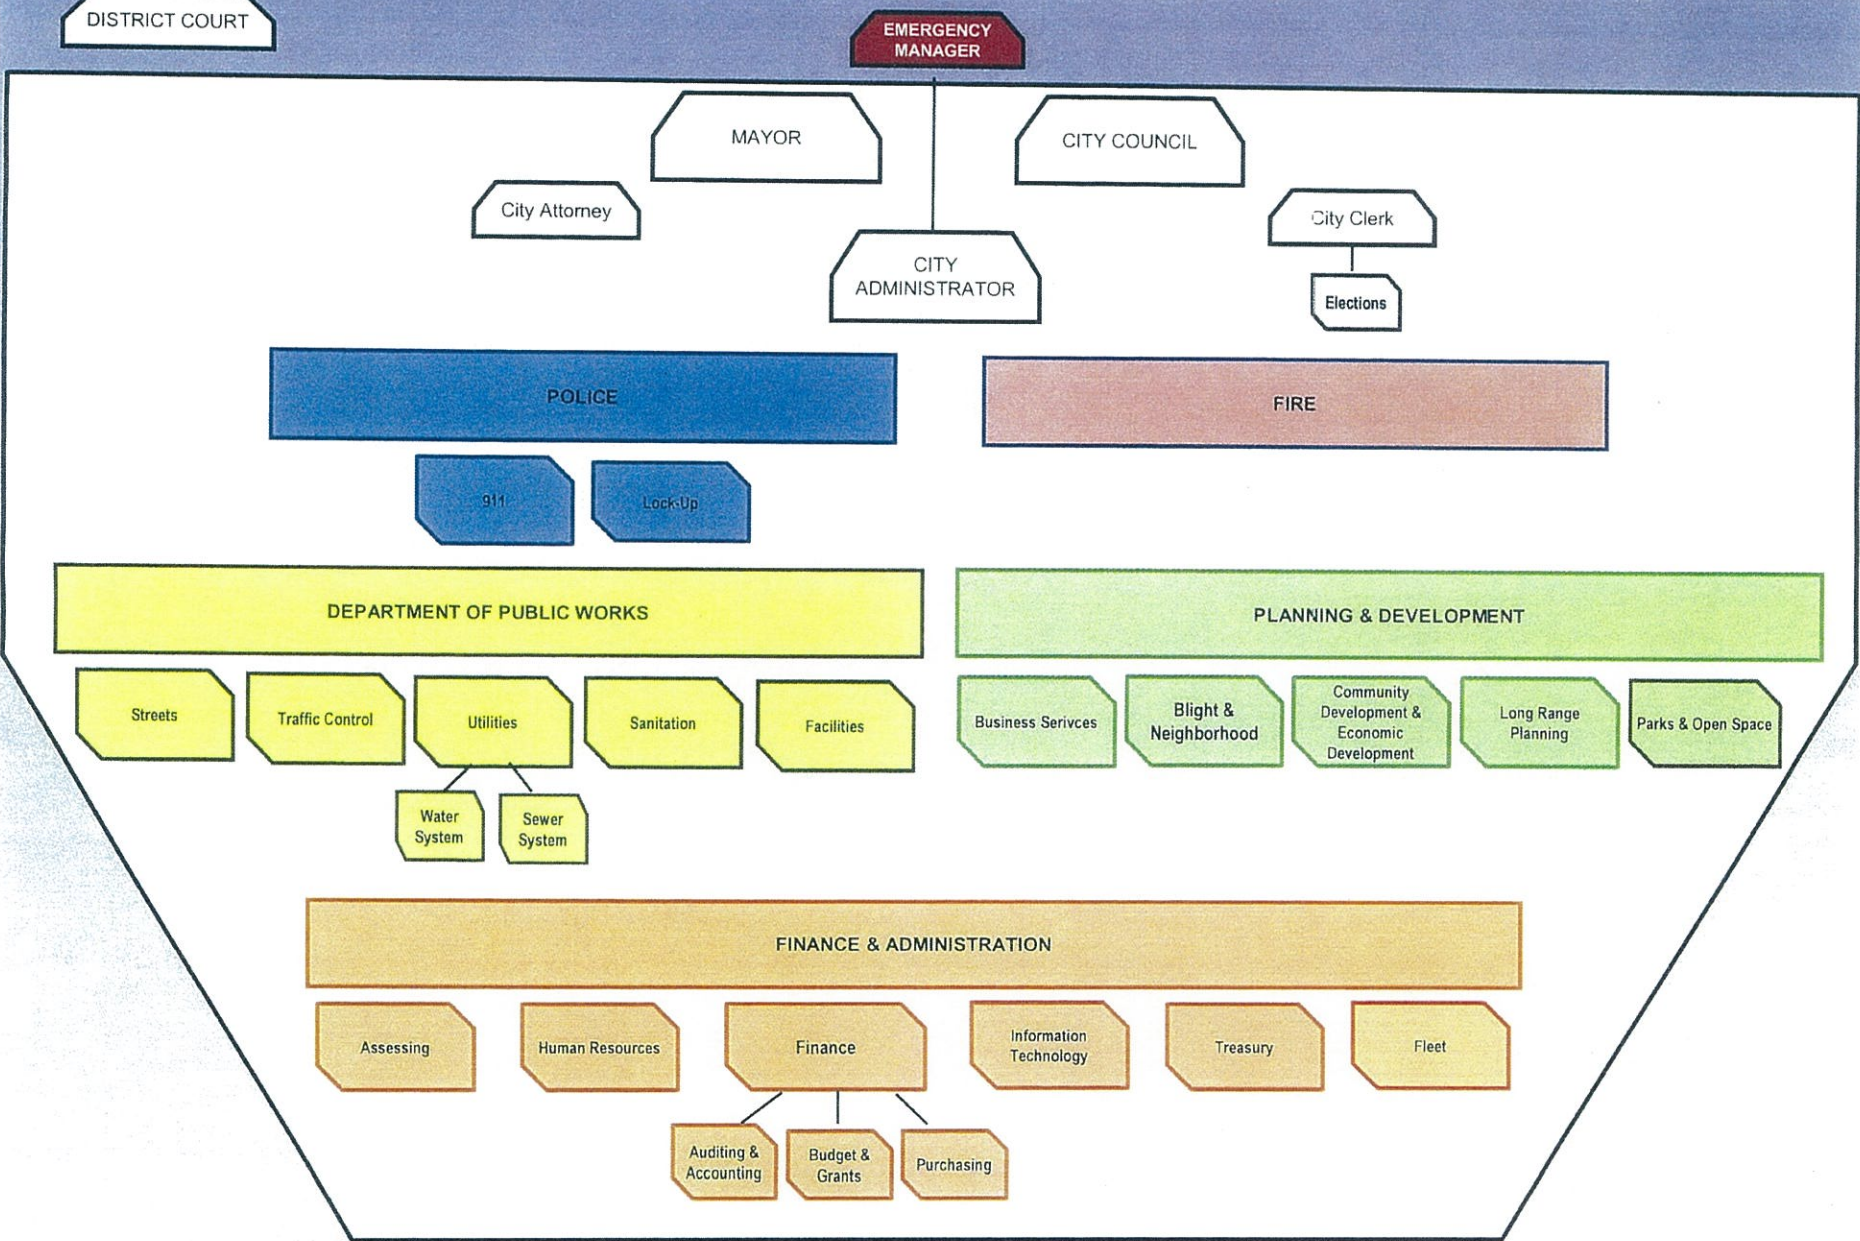 DISTRICT COURT
EMERGENCY
MANAGER
MAYOR
CITY COUNCIL
City Attorney
City Clerk
CITY
ADMINISTRATOR
Elections
POLICE
FIRE
911
Lock-Up
DEPARTMENT OF PUBLIC WORKS
PLANNING & DEVELOPMENT
Streets
Traffic Control
Utilities
Sanitation
Facilities
Business Serivces
Blight &
Neighborhood
Community
Development &
Economic
Development
Long Range
Planning
Parks & Open Space
Water
System
Sewer
System
FINANCE & ADMINISTRATION
Assessing
Human Resources
Finance
Information
Technology
Treasury
Fleet
Auditing &
Accounting
Budget &
Grants
Purchasing